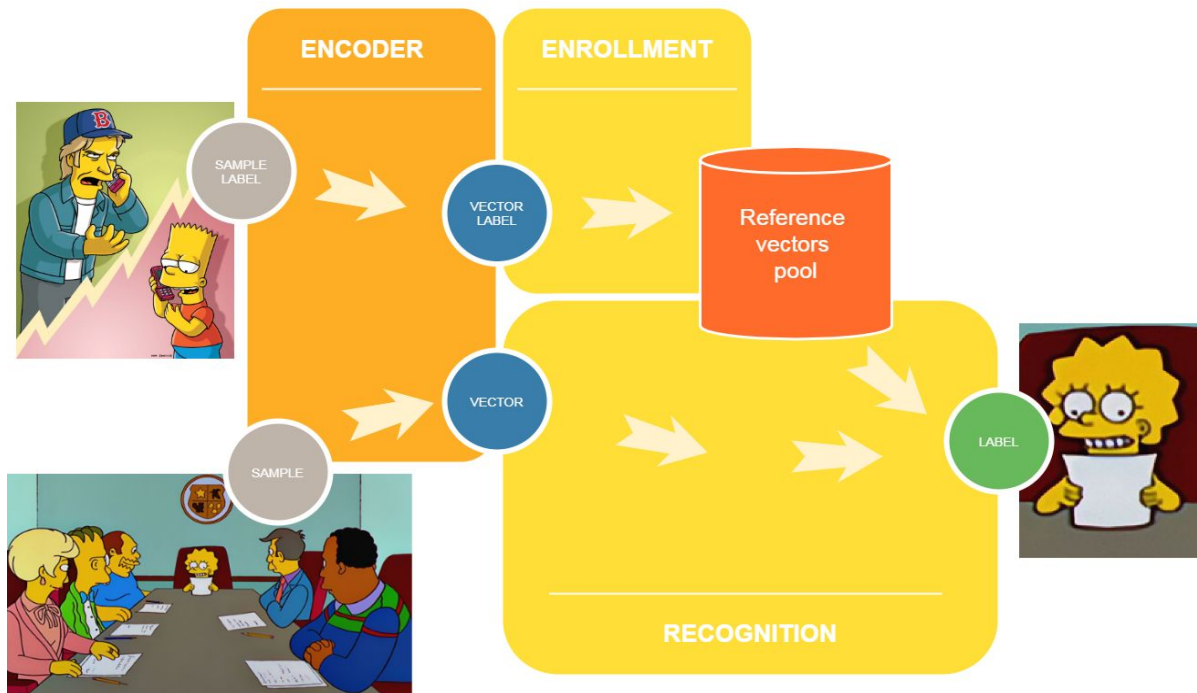 ENCODER
ENROLLMENT
B
SAMPLE
LABEL
VECTOR
LABEL
Reference
vectors
pool
VECTOR
LABEL
SAMPLE
RECOGNITION